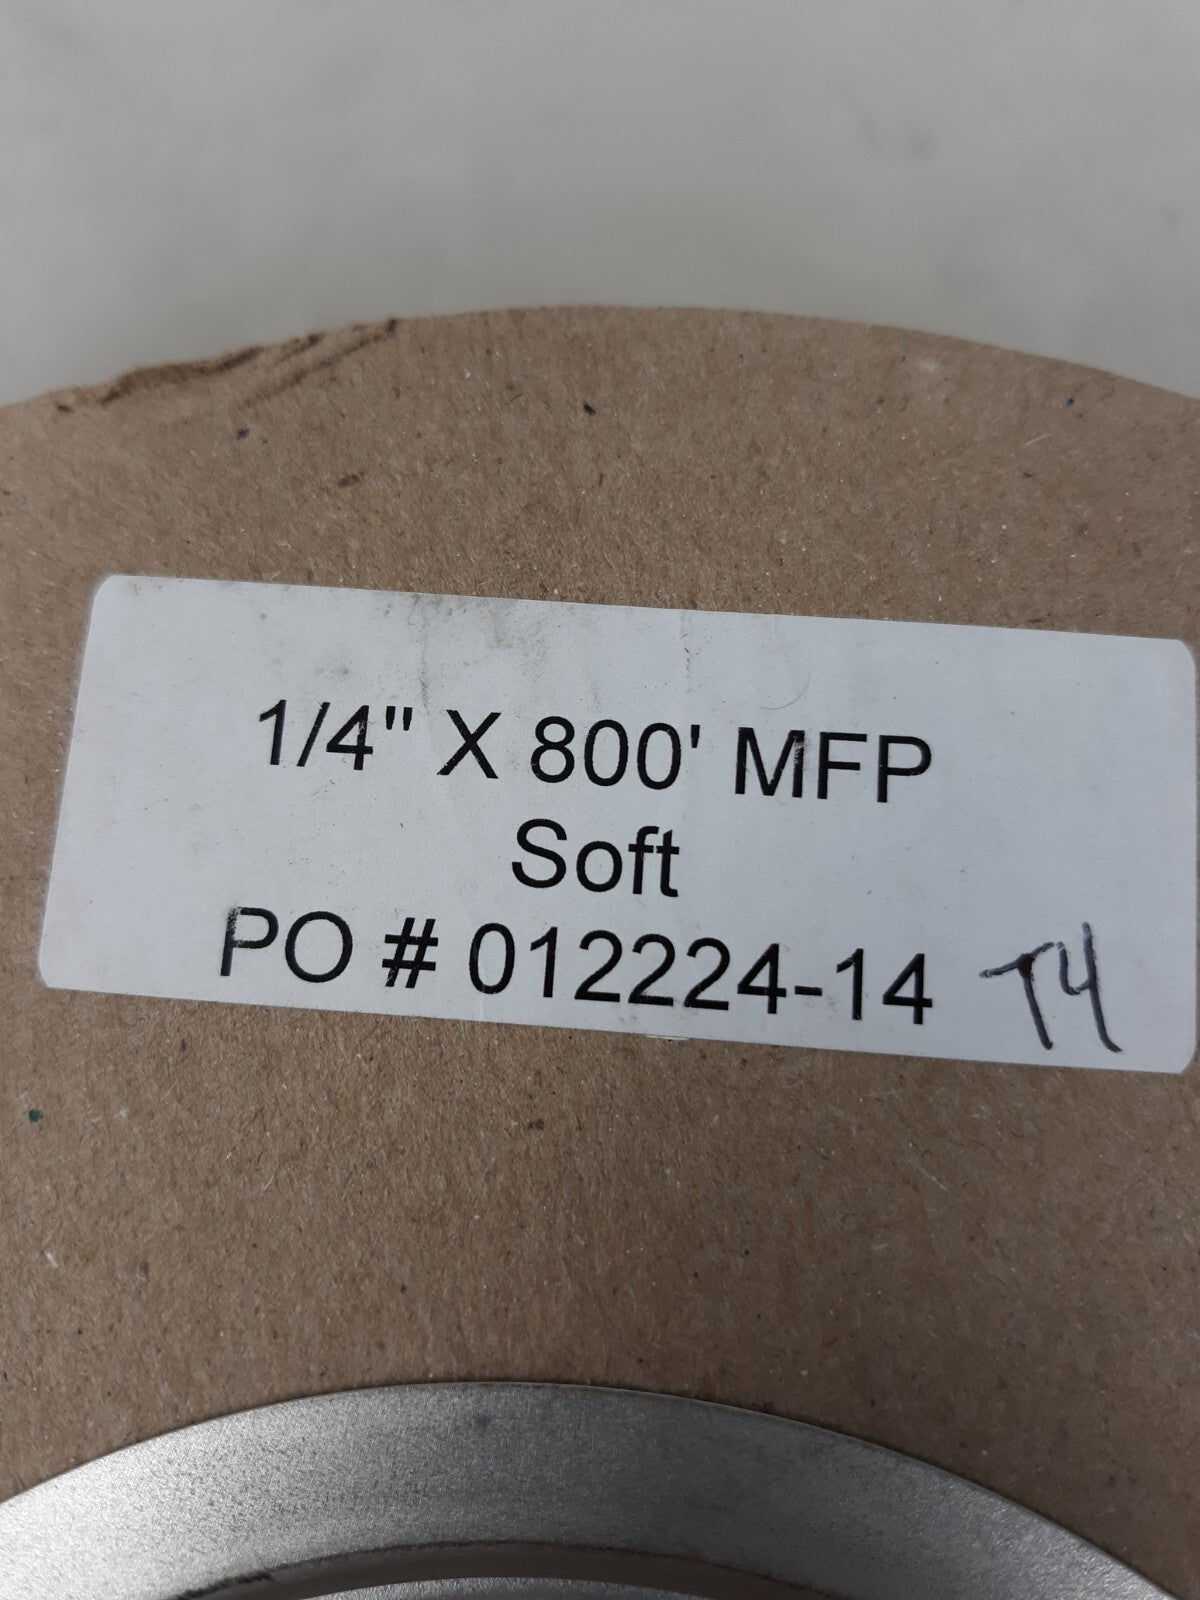 1/4" X 800' MFP
Soft
PO # 012224-14 T4